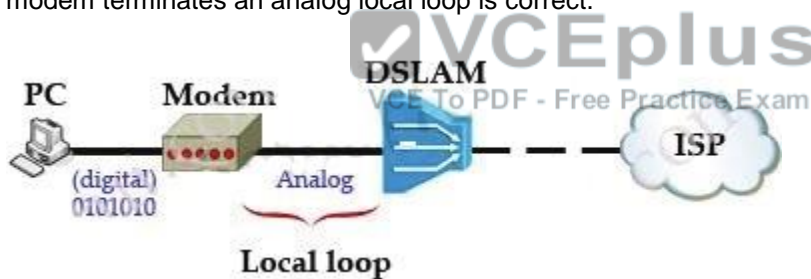 modem terminates an analog local loop is correct.
VCEplus
VCE To PDF - Free Practice Exam
PC
Modem
DSLAM
ISP
(digital)
0101010
Analog
Local loop